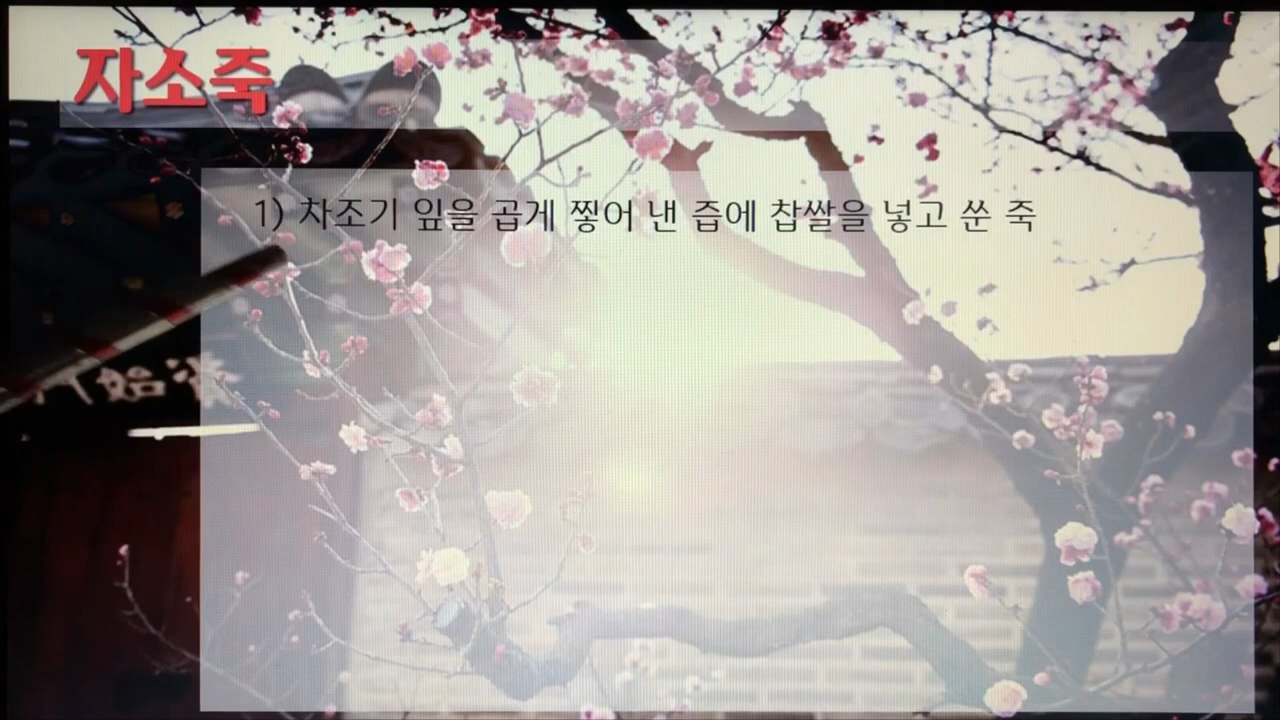 자소죽
1) 차조기 잎을 곱게 찧어 낸 즙에 찹쌀을 넣고 쑨 죽